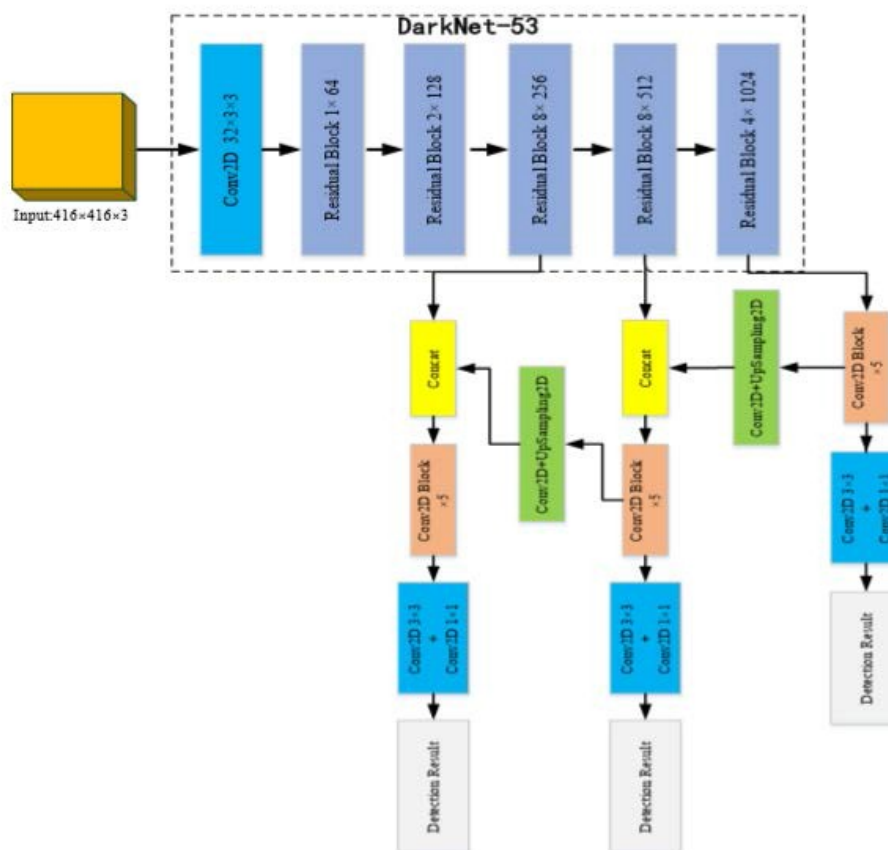 DarkNet-53
Input:416×416×3
Conv2D 32×3×3
Residual Block 1× 64
Residual Block 2× 128
Residual Block 8× 256
Residual Block 8× 512
Residual Block 4× 1024
Concat
Conv2D+UpSampling2D
Concat
Conv2D+UpSampling2D
Conv2D Block
×5
Conv2D Block
×5
Conv2D Block
×5
Conv2D 3×3
+
Conv2D 1×1
Conv2D 3×3
+
Conv2D 1×1
Conv2D 3×3
+
Conv2D 1×1
Detection Result
Detection Result
Detection Result